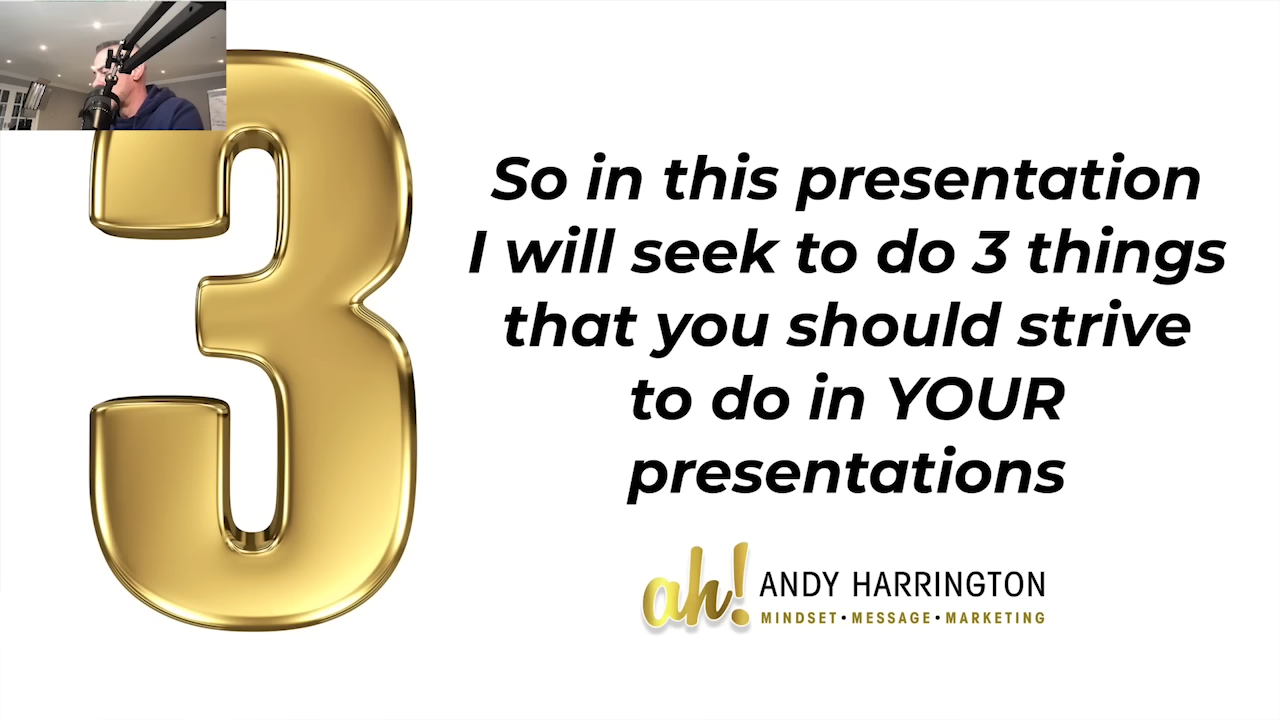 3
So in this presentation
I will seek to do 3 things
that you should strive
to do in YOUR
presentations
ah! ANDY HARRINGTON
MINDSET • MESSAGE • MARKETING